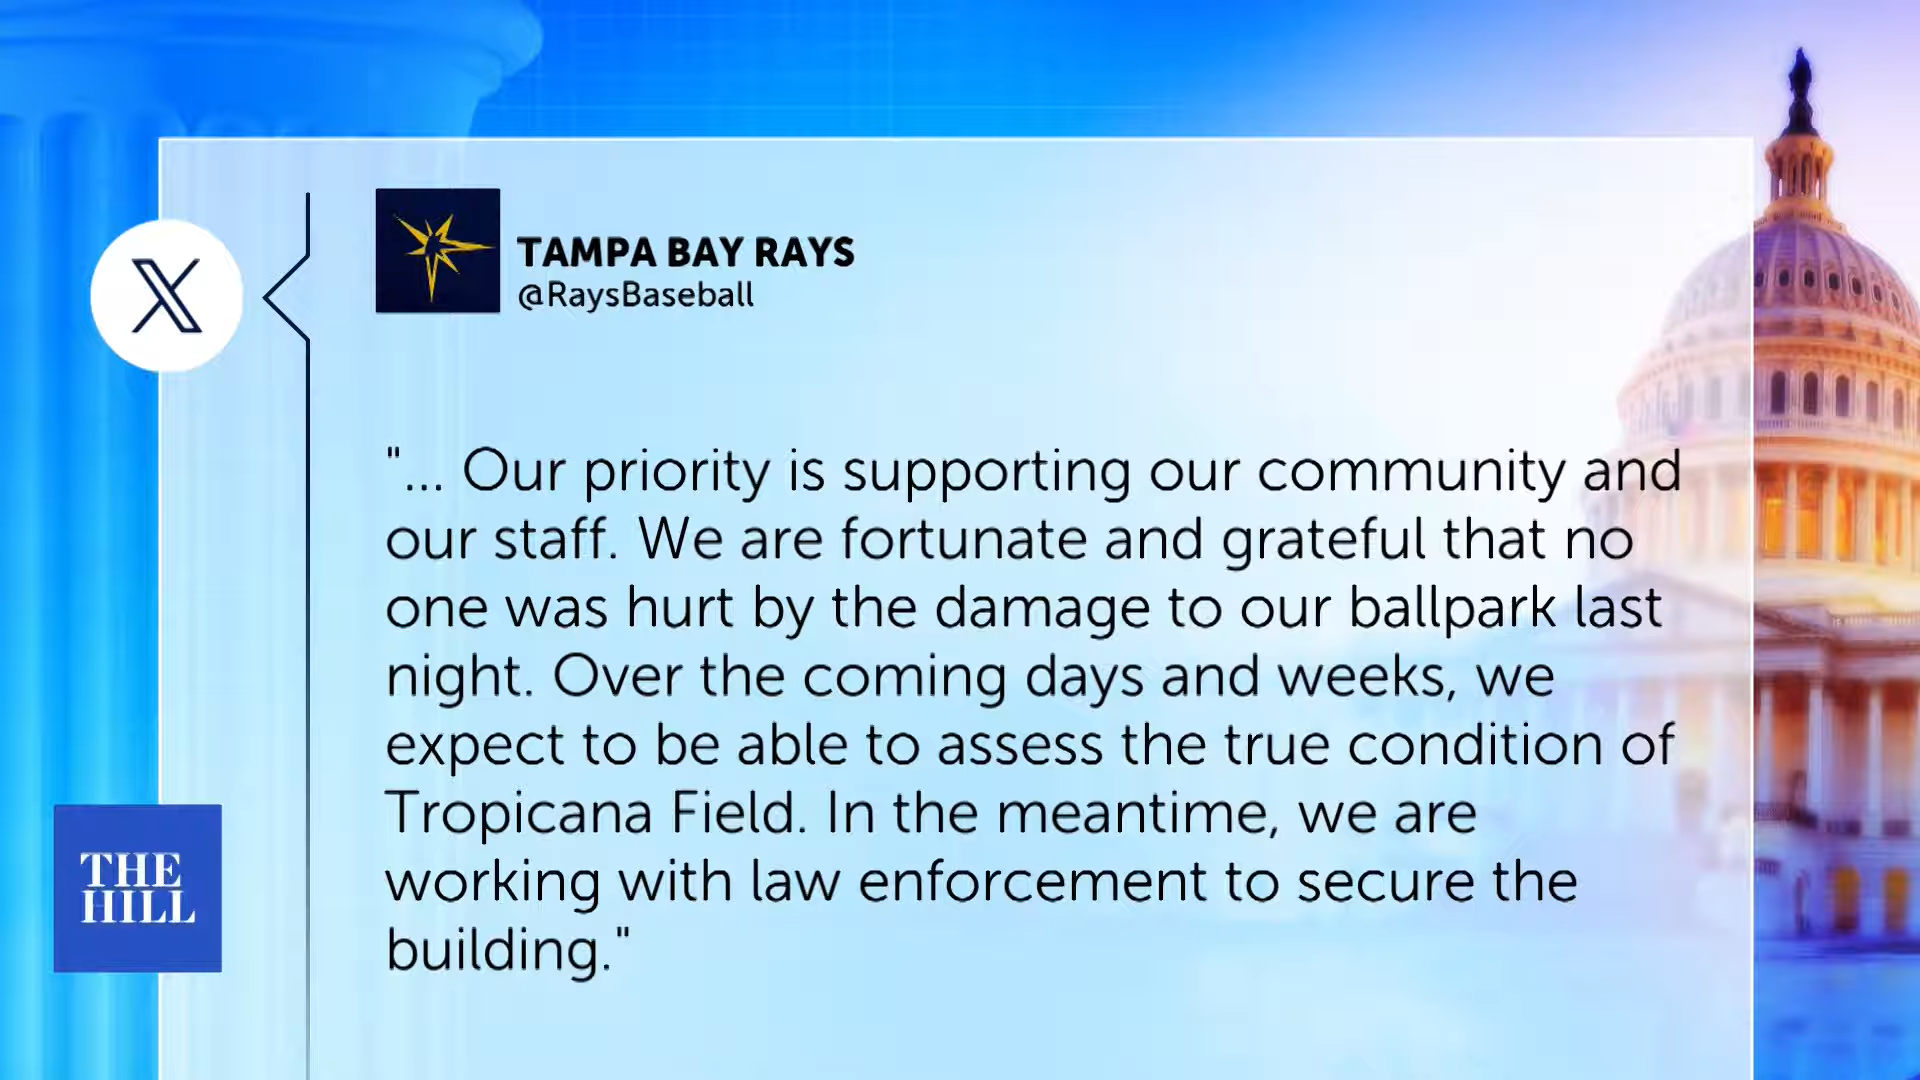 TAMPA BAY RAYS
@RaysBaseball
"... Our priority is supporting our community and
our staff. We are fortunate and grateful that no
one was hurt by the damage to our ballpark last
night. Over the coming days and weeks, we
expect to be able to assess the true condition of
Tropicana Field. In the meantime, we are
working with law enforcement to secure the
building."
THE
HILL